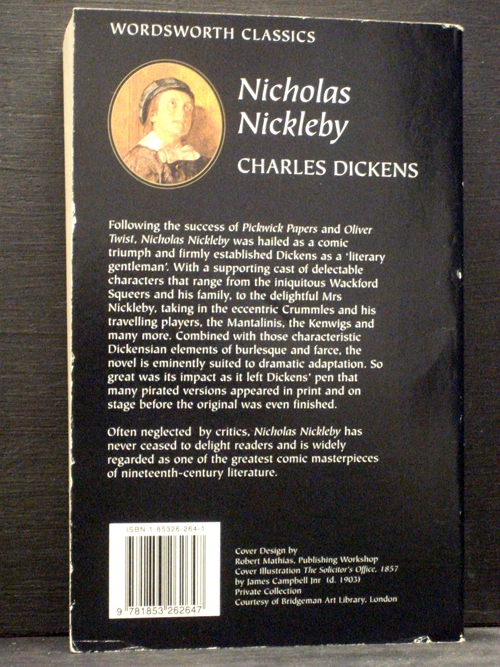 WORDSWORTH CLASSICS
Nicholas
Nickleby
CHARLES DICKENS
Following the success of Pickwick Papers and Oliver
Twist, Nicholas Nickleby was hailed as a comic
triumph and firmly established Dickens as a 'literary
gentleman'. With a supporting cast of delectable
characters that range from the iniquitous Wackford
Squeers and his family, to the delightful Mrs
Nickleby, taking in the eccentric Crummles and his
travelling players, the Mantalinis, the Kenwigs and
many more. Combined with those characteristic
Dickensian elements of burlesque and farce, the
novel is eminently suited to dramatic adaptation. So
great was its impact as it left Dickens' pen that
many pirated versions appeared in print and on
stage before the original was even finished.
Often neglected by critics, Nicholas Nickleby has
never ceased to delight readers and is widely
regarded as one of the greatest comic masterpieces
of nineteenth-century literature.
ISBN 1-85326-264-1
9 781853 262647
Cover Design by
Robert Mathias, Publishing Workshop
Cover Illustration The Solicitor's Office, 1857
by James Campbell Jnr (d. 1903)
Private Collection
Courtesy of Bridgeman Art Library, London